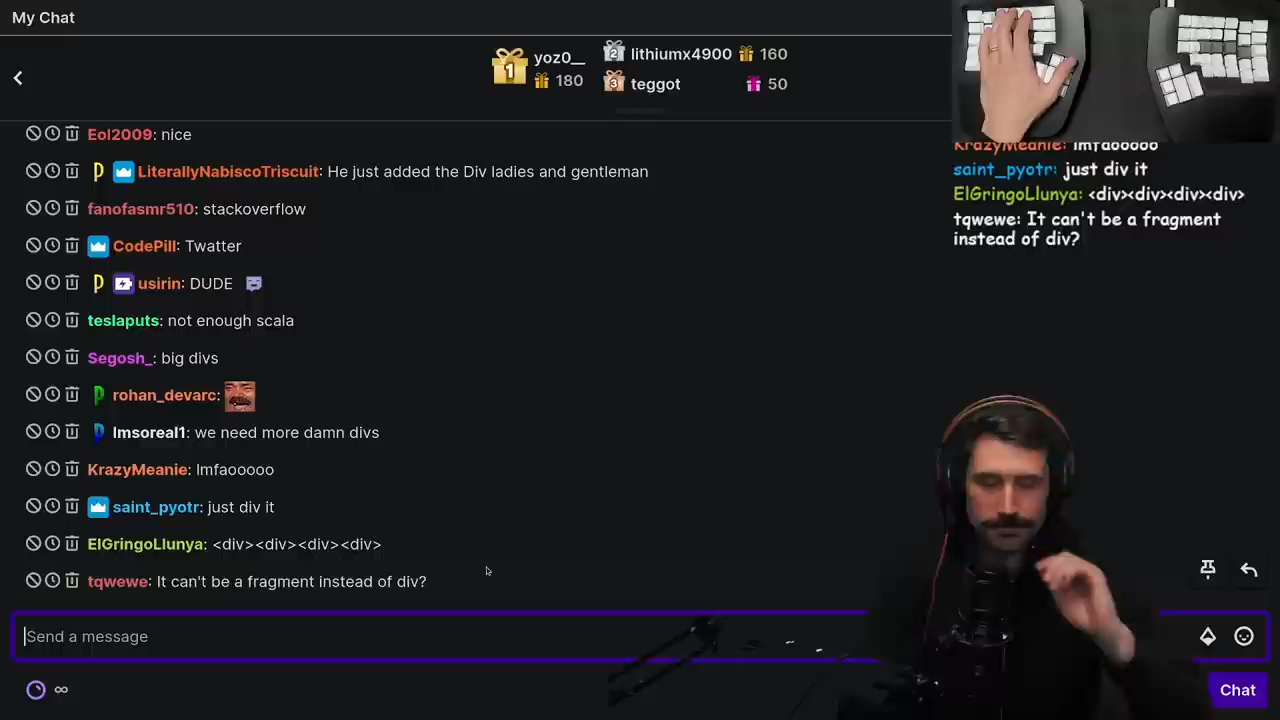 My Chat
yoz0__
180
lithiumx4900 160
teggot 50
Eol2009: nice
LiterallyNabiscoTriscuit: He just added the Div ladies and gentleman
fanofasmr510: stackoverflow
CodePill: Twatter
usirin: DUDE
teslaputs: not enough scala
Segosh_: big divs
rohan_devarc:
lmsoreal1: we need more damn divs
KrazyMeanie: lmfaooooo
saint_pyotr: just div it
ElGringoLlunya: <div><div><div><div>
tqwewe: It can't be a fragment instead of div?
Send a message
∞
Chat
KrazyMeanie: lmfaooooo
saint_pyotr: just div it
ElGringoLlunya: <div><div><div><div>
tqwewe: It can't be a fragment
instead of div?